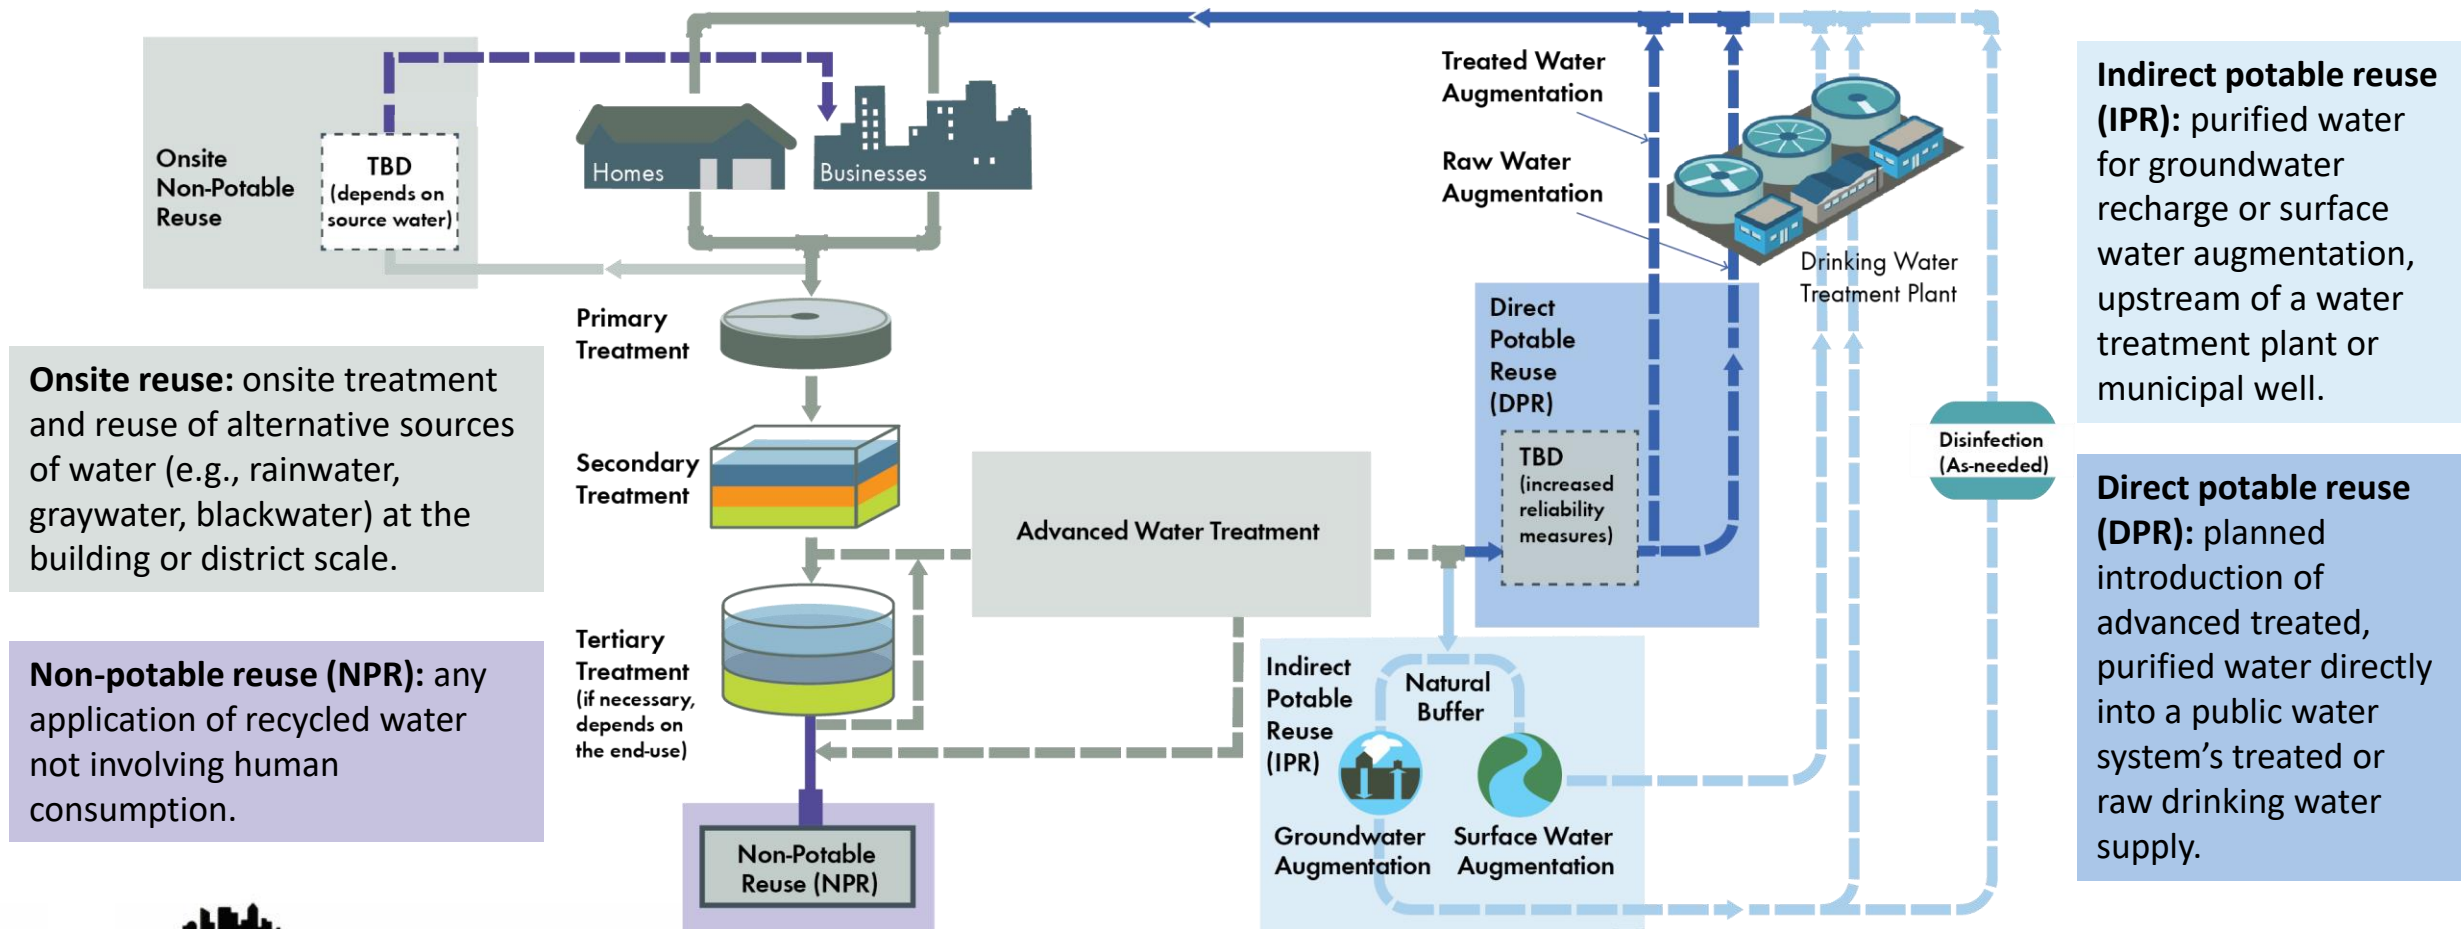 Onsite
Non-Potable
Reuse
TBD
(depends on
source water)
Homes
Businesses
Treated Water
Augmentation
Raw Water
Augmentation
Drinking Water
Treatment Plant
Indirect potable reuse
(IPR): purified water
for groundwater
recharge or surface
water augmentation,
upstream of a water
treatment plant or
municipal well.
Primary
Treatment
Onsite reuse: onsite treatment
and reuse of alternative sources
of water (e.g., rainwater,
graywater, blackwater) at the
building or district scale.
Secondary
Treatment
Advanced Water Treatment
Direct
Potable
Reuse
(DPR)
TBD
(increased
reliability
measures)
Disinfection
(As-needed)
Direct potable reuse
(DPR): planned
introduction of
advanced treated,
purified water directly
into a public water
system’s treated or
raw drinking water
supply.
Non-potable reuse (NPR): any
application of recycled water
not involving human
consumption.
Tertiary
Treatment
(if necessary,
depends on
the end-use)
Non-Potable
Reuse (NPR)
Indirect
Potable
Reuse
(IPR)
Natural
Buffer
Groundwater
Augmentation
Surface Water
Augmentation